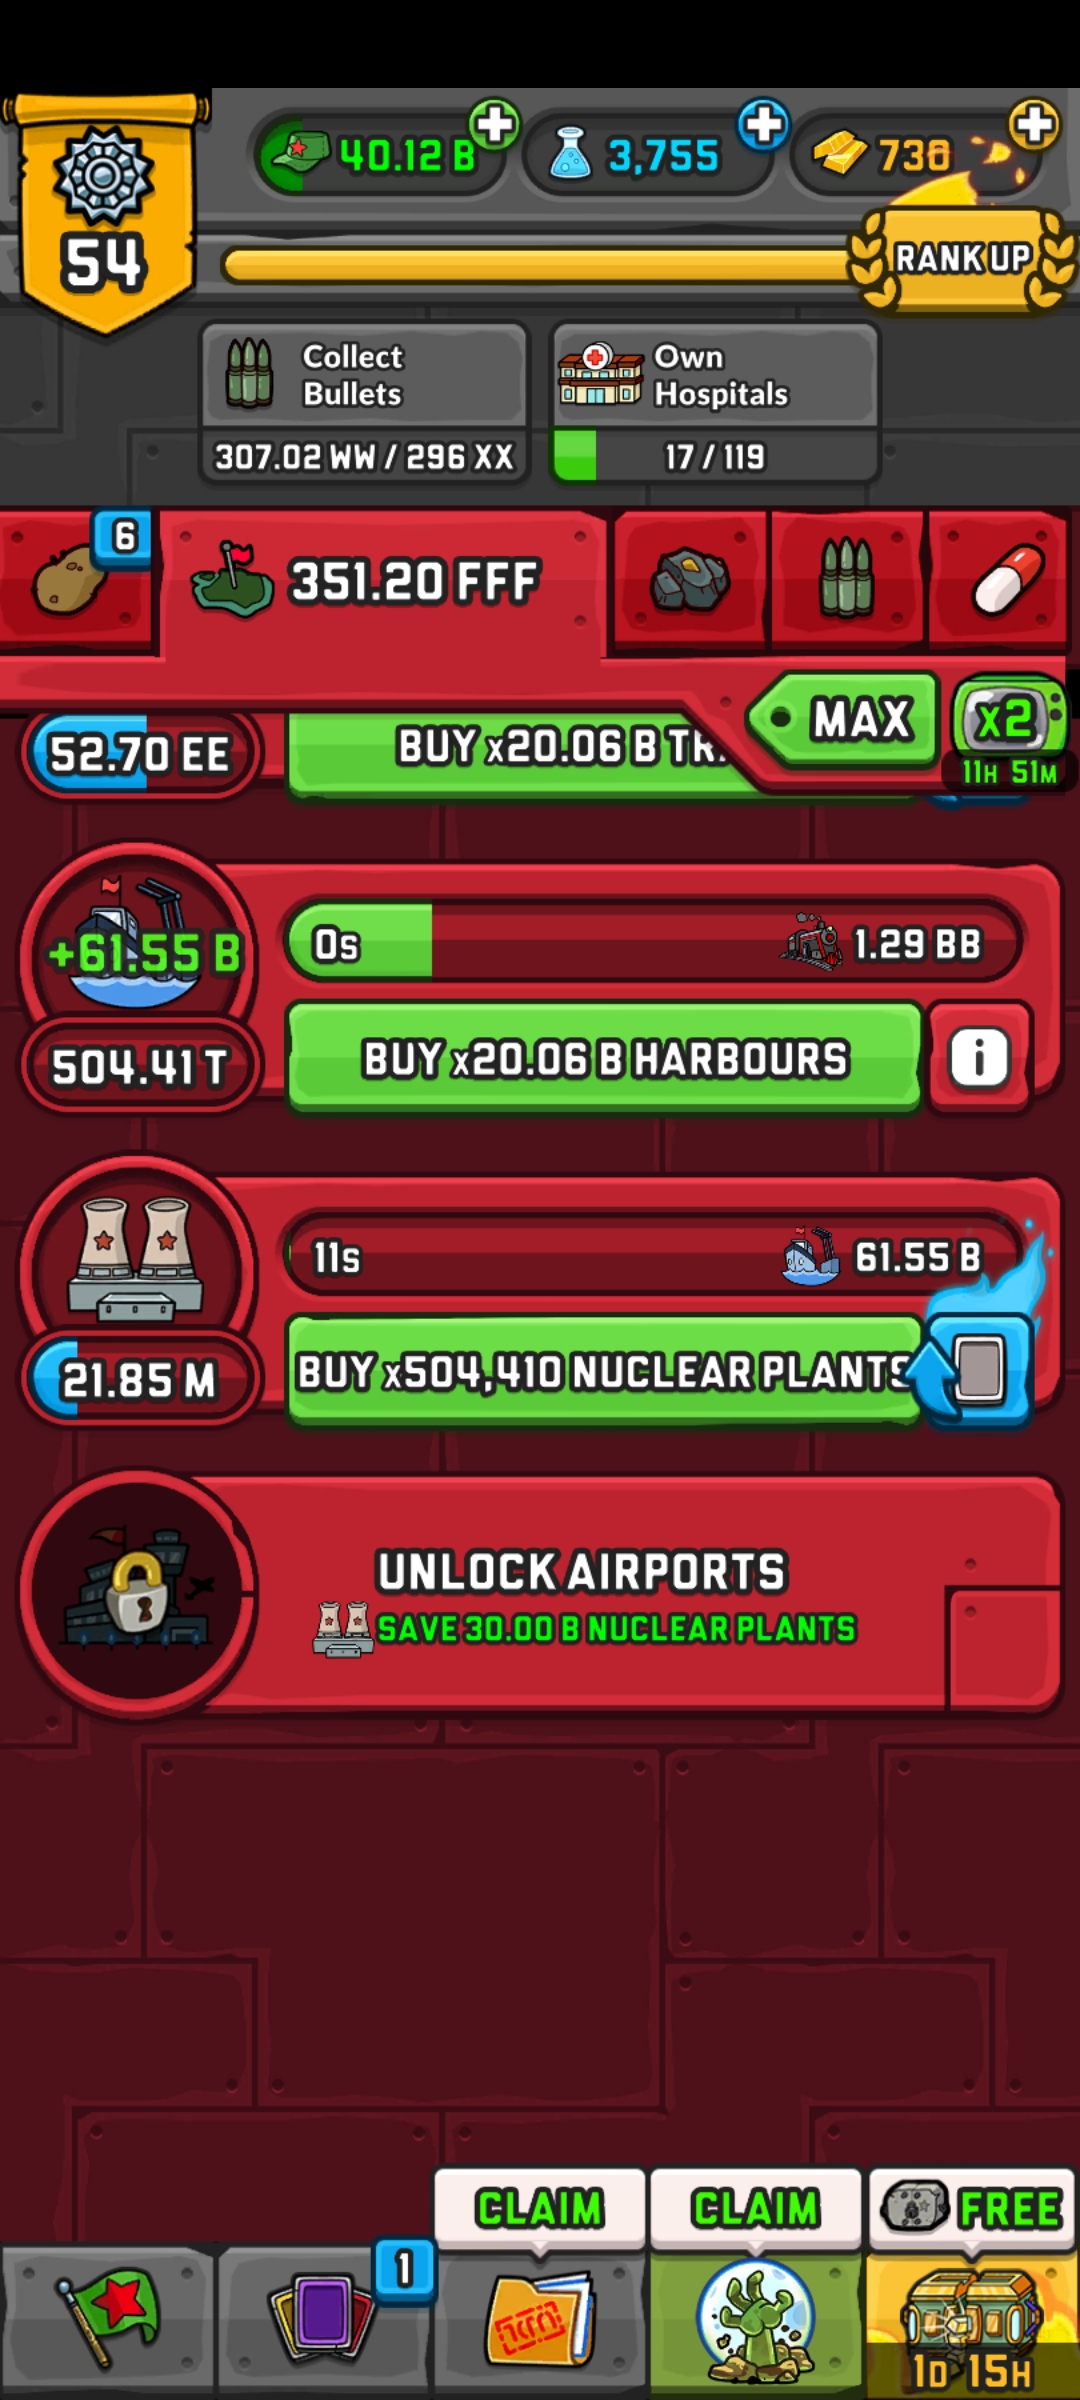 40.12 B
3,755
738
54
RANK UP
Collect
Bullets
Own
Hospitals
307.02 WW / 296 XX
17 / 119
6
351.20 FFF
MAX
x2
11H 51M
52.70 EE
BUY x20.06 B
+61.55 B
0s
1.29 BB
504.41 T
BUY x20.06 B HARBOURS
i
11s
61.55 B
21.85 M
BUY x504,410 NUCLEAR PLANTS
UNLOCK AIRPORTS
SAVE 30.00 B NUCLEAR PLANTS
CLAIM
CLAIM
FREE
1
1D 15H